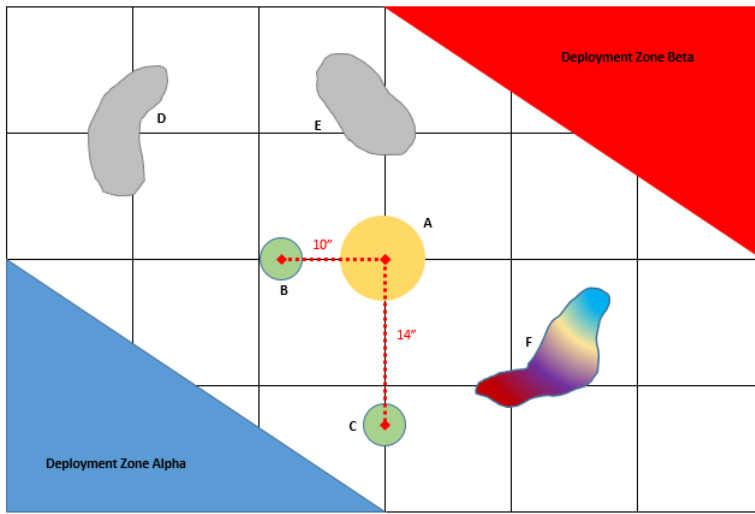 Deployment Zone Beta
D
E
A
10”
B
14”
F
C
Deployment Zone Alpha